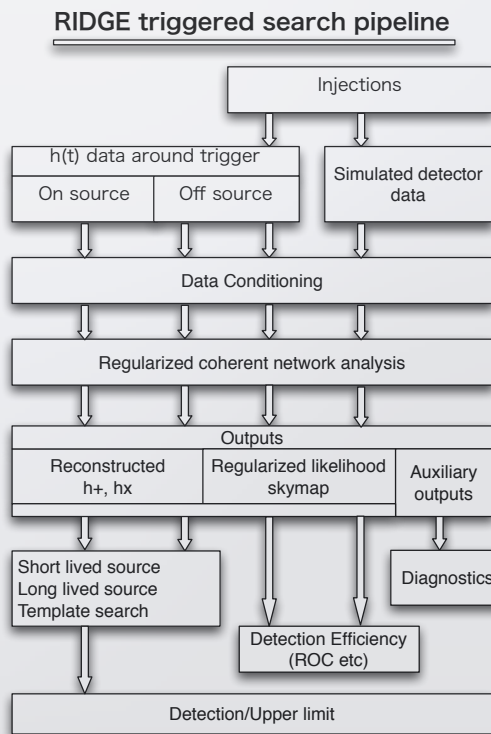 RIDGE triggered search pipeline
Injections
h(t) data around trigger
On source
Off source
Simulated detector
data
Data Conditioning
Regularized coherent network analysis
Outputs
Reconstructed
h+, hx
Regularized likelihood
skymap
Auxiliary
outputs
Short lived source
Long lived source
Template search
Diagnostics
Detection Efficiency
(ROC etc)
Detection/Upper limit